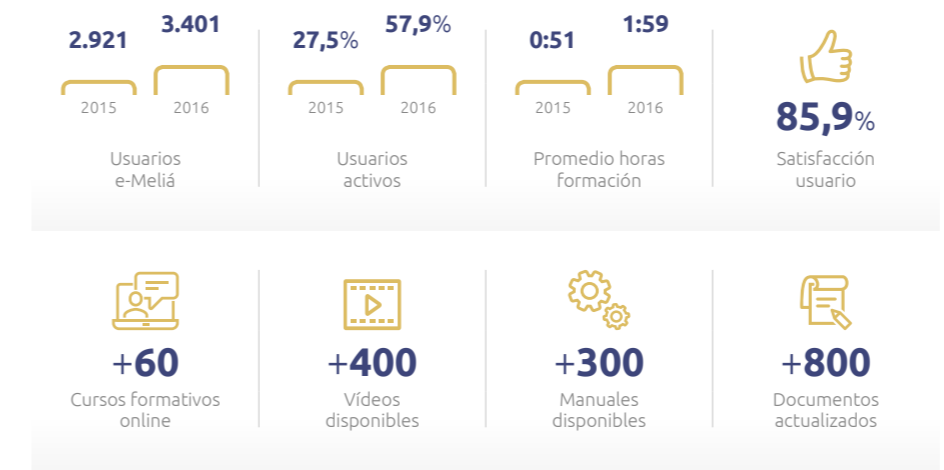 2.921
3.401
2015
2016
Usuarios
e-Meliá
27,5%
57,9%
2015
2016
Usuarios
activos
0:51
1:59
2015
2016
Promedio horas
formación
85,9%
Satisfacción
usuario
+60
Cursos formativos
online
+400
Vídeos
disponibles
+300
Manuales
disponibles
+800
Documentos
actualizados